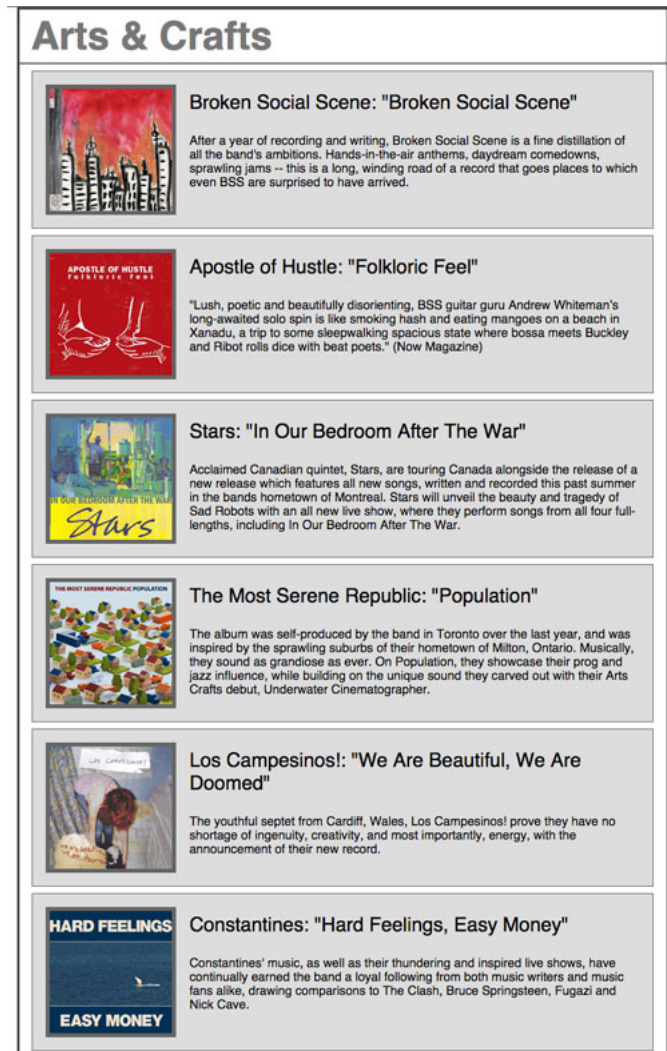 Arts & Crafts
Broken Social Scene: "Broken Social Scene"
After a year of recording and writing, Broken Social Scene is a fine distillation of
all the band's ambitions. Hands-in-the-air anthems, daydream comedowns,
sprawling jams -- this is a long, winding road of a record that goes places to which
even BSS are surprised to have arrived.
APOSTLE OF HUSTLE
folkloric feel
Apostle of Hustle: "Folkloric Feel"
"Lush, poetic and beautifully disorienting, BSS guitar guru Andrew Whiteman's
long-awaited solo spin is like smoking hash and eating mangoes on a beach in
Xanadu, a trip to some sleepwalking spacious state where bossa meets Buckley
and Ribot rolls dice with beat poets." (Now Magazine)
IN OUR BEDROOM AFTER THE WAR
Stars
Stars: "In Our Bedroom After The War"
Acclaimed Canadian quintet, Stars, are touring Canada alongside the release of a
new release which features all new songs, written and recorded this past summer
in the bands hometown of Montreal. Stars will unveil the beauty and tragedy of
Sad Robots with an all new live show, where they perform songs from all four full-
lengths, including In Our Bedroom After The War.
THE MOST SERENE REPUBLIC POPULATION
The Most Serene Republic: "Population"
The album was self-produced by the band in Toronto over the last year, and was
inspired by the sprawling suburbs of their hometown of Milton, Ontario. Musically,
they sound as grandiose as ever. On Population, they showcase their prog and
jazz influence, while building on the unique sound they carved out with their Arts
Crafts debut, Underwater Cinematographer.
Los Campesinos!
Los Campesinos!: "We Are Beautiful, We Are
Doomed"
The youthful septet from Cardiff, Wales, Los Campesinos! prove they have no
shortage of ingenuity, creativity, and most importantly, energy, with the
announcement of their new record.
HARD FEELINGS
EASY MONEY
Constantines: "Hard Feelings, Easy Money"
Constantines' music, as well as their thundering and inspired live shows, have
continually earned the band a loyal following from both music writers and music
fans alike, drawing comparisons to The Clash, Bruce Springsteen, Fugazi and
Nick Cave.